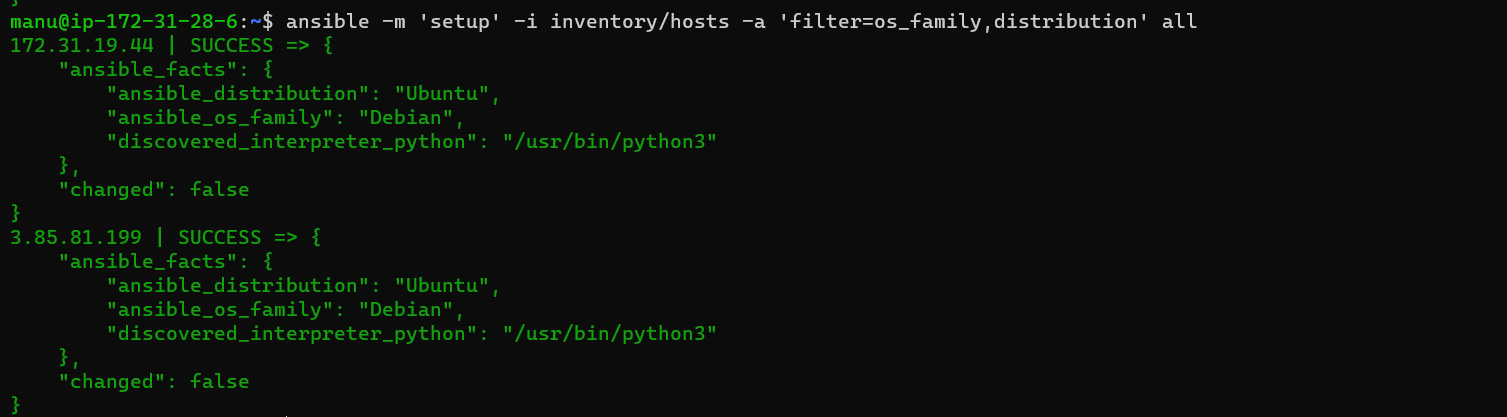 }
manu@ip-172-31-28-6:~$ ansible -m 'setup' -i inventory/hosts -a 'filter=os_family,distribution' all
172.31.19.44 | SUCCESS => {
    "ansible_facts": {
        "ansible_distribution": "Ubuntu",
        "ansible_os_family": "Debian",
        "discovered_interpreter_python": "/usr/bin/python3"
    },
    "changed": false
}
3.85.81.199 | SUCCESS => {
    "ansible_facts": {
        "ansible_distribution": "Ubuntu",
        "ansible_os_family": "Debian",
        "discovered_interpreter_python": "/usr/bin/python3"
    },
    "changed": false
}